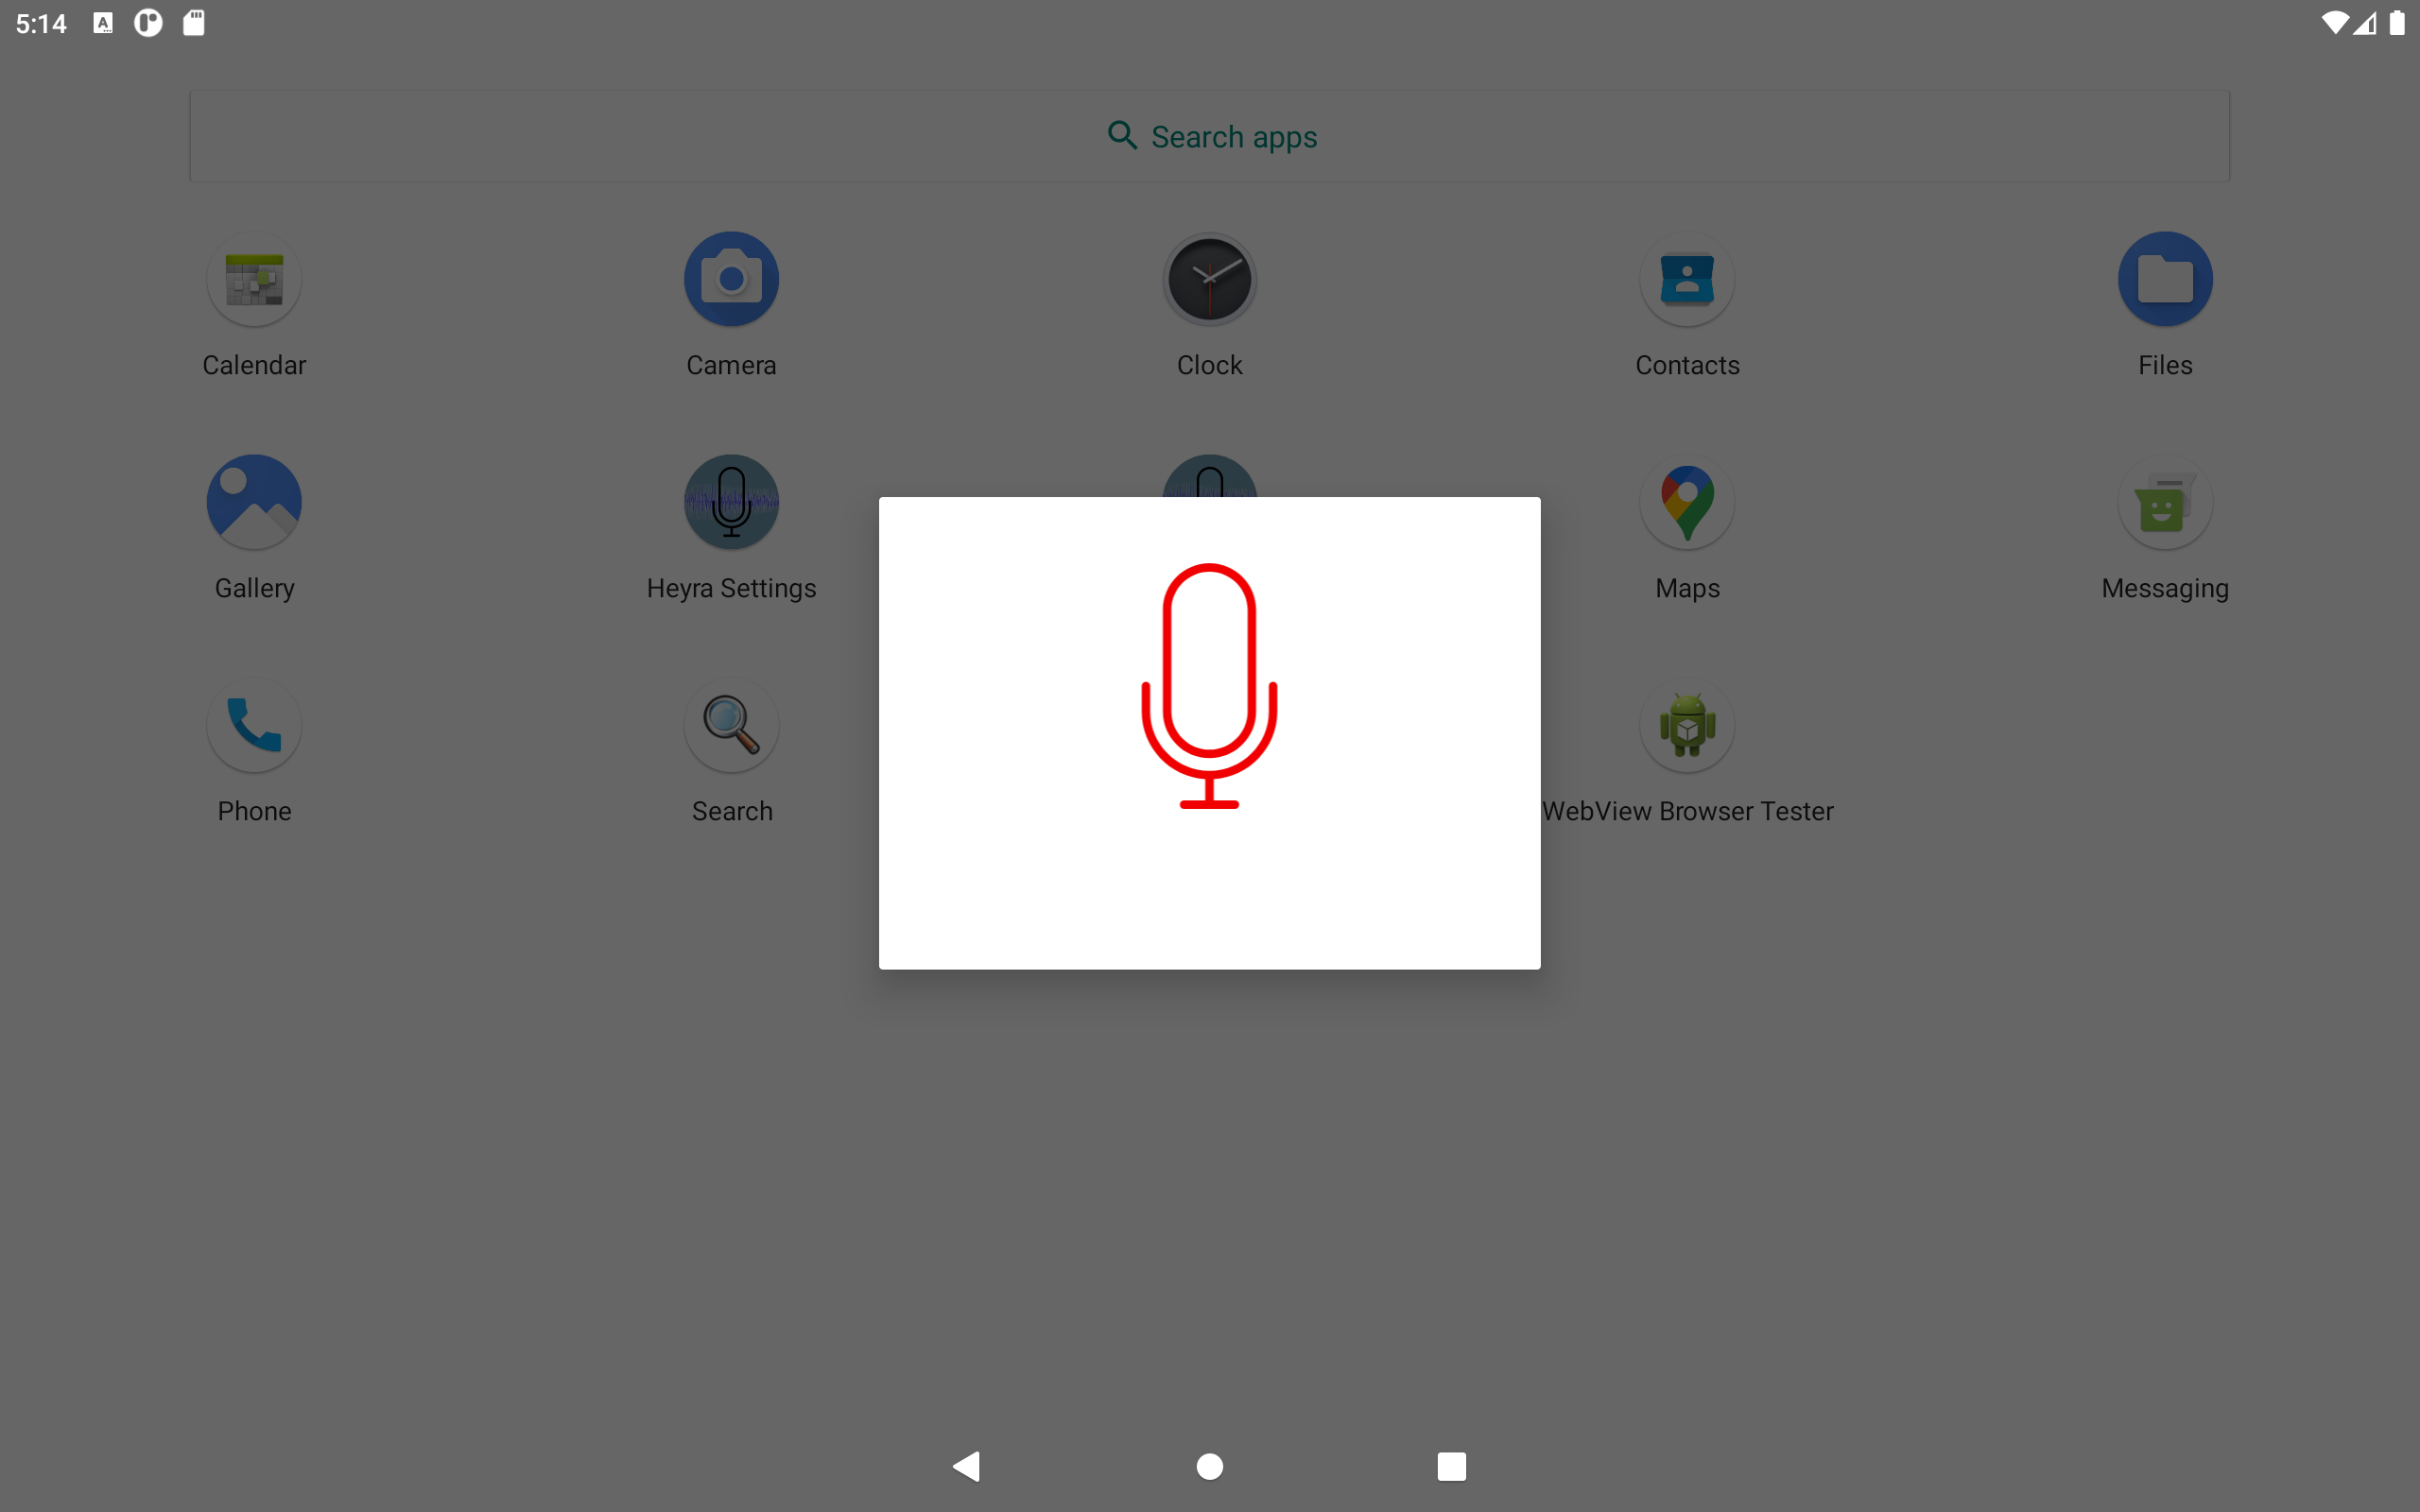 5:14
Search apps
Calendar
Camera
Clock
Contacts
Files
Gallery
Heyra Settings
Maps
Messaging
Phone
Search
WebView Browser Tester